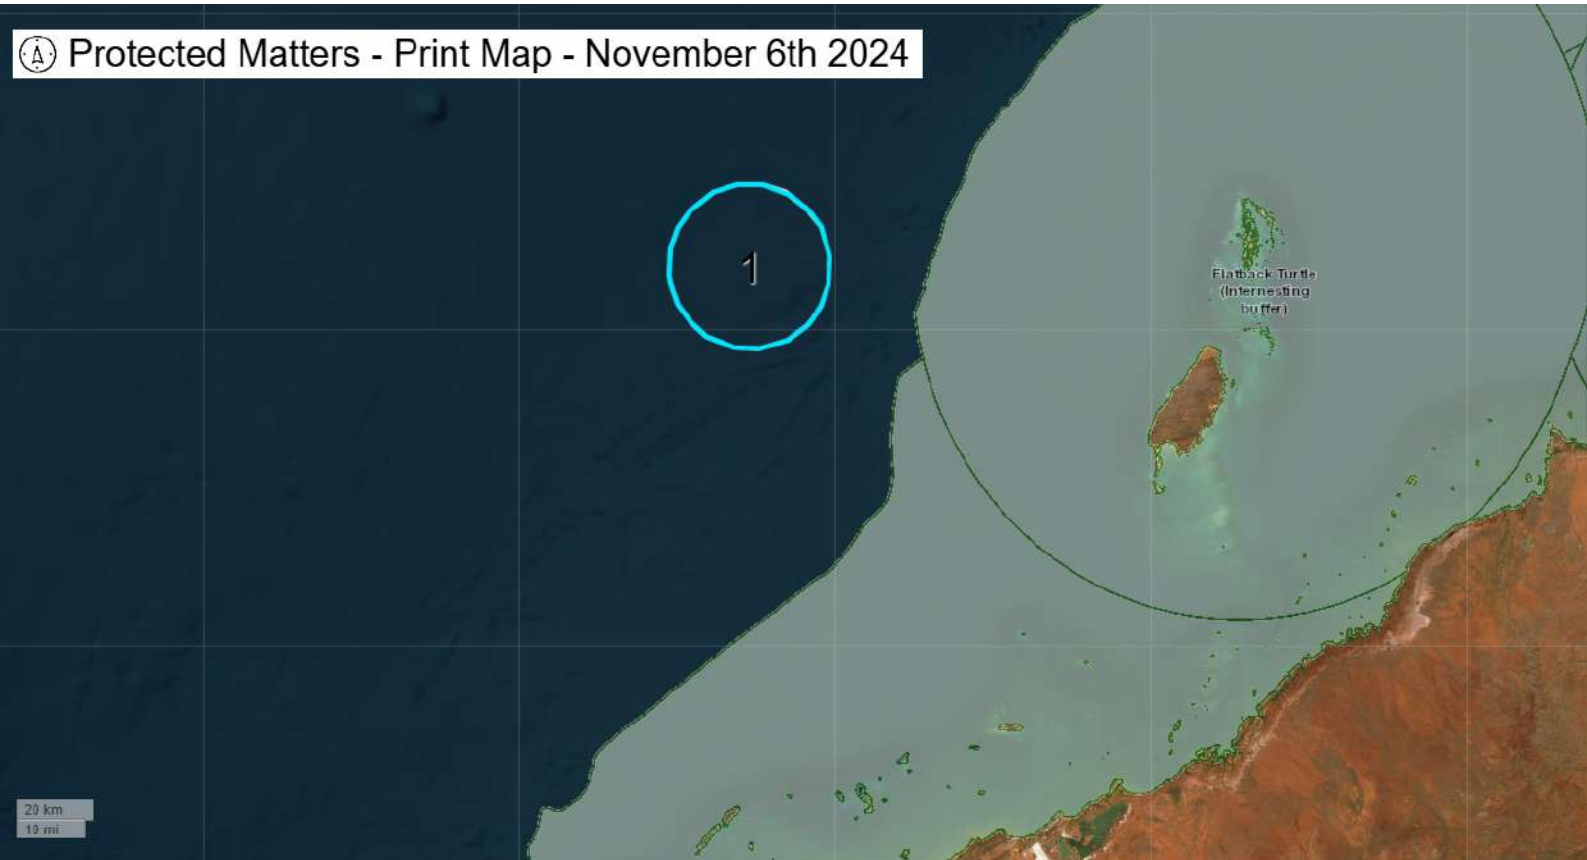 Protected Matters - Print Map - November 6th 2024
1
Flatback Turtle
(Internesting
buffer)
20 km
10 mi